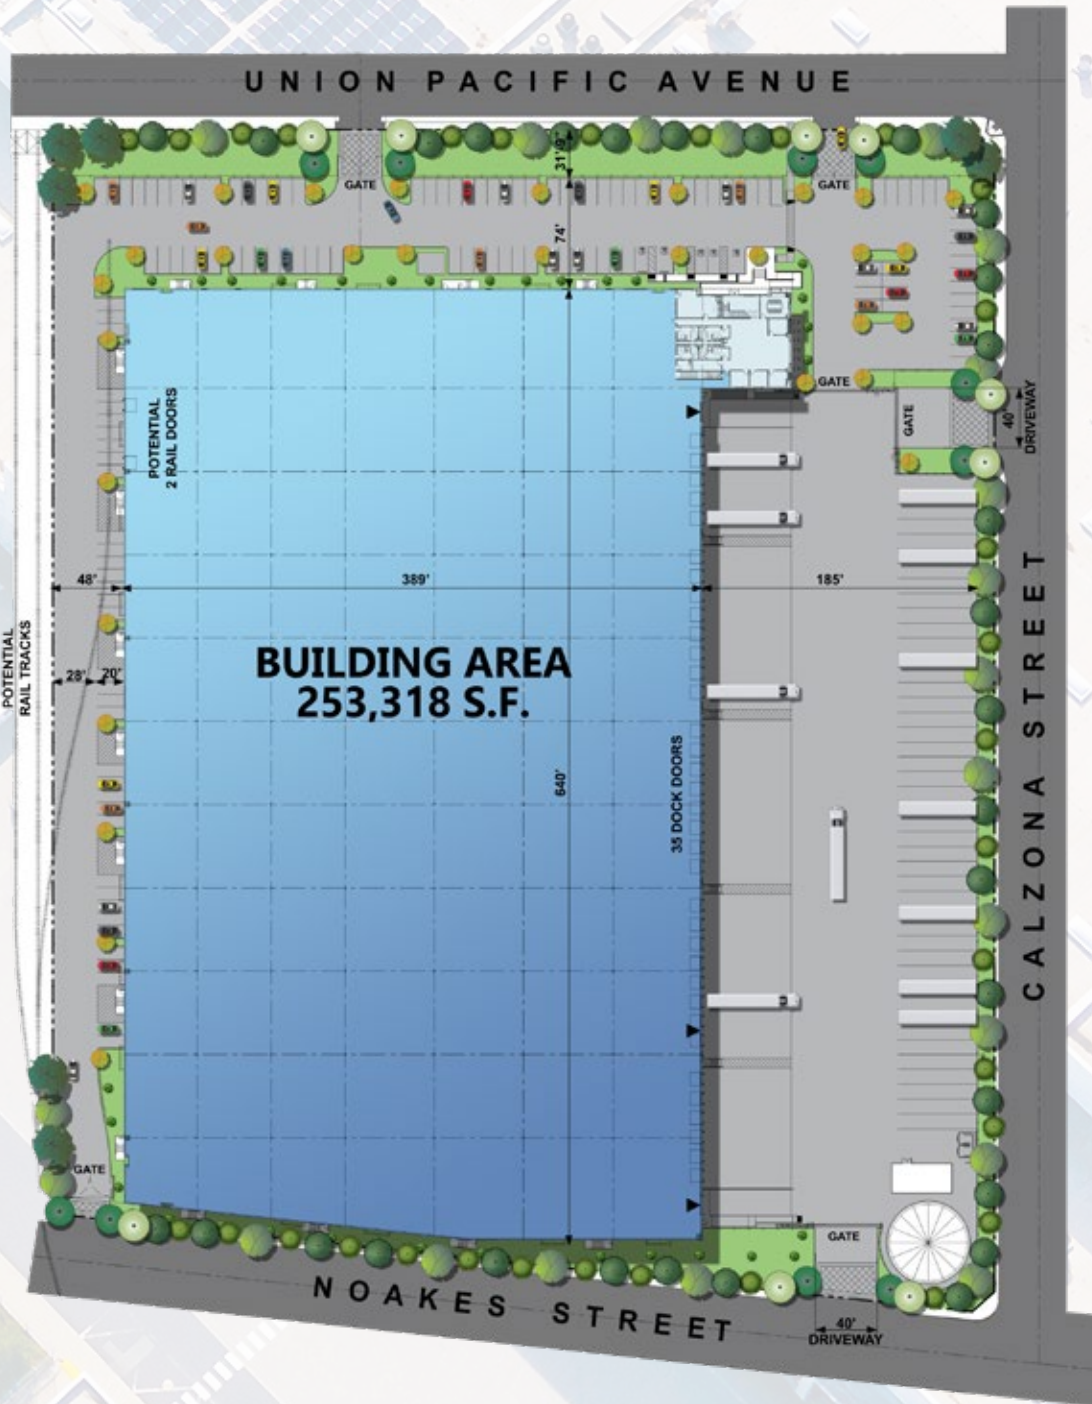 UNION PACIFIC AVENUE
31'/9'
GATE
GATE
74'
GATE
POTENTIAL
2 RAIL DOORS
GATE
40'
DRIVEWAY
48'
389'
185'
POTENTIAL
RAIL TRACKS
28'
20'
BUILDING AREA
253,318 S.F.
640'
35 DOCK DOORS
CALZONA STREET
GATE
GATE
NOAKES STREET
40'
DRIVEWAY